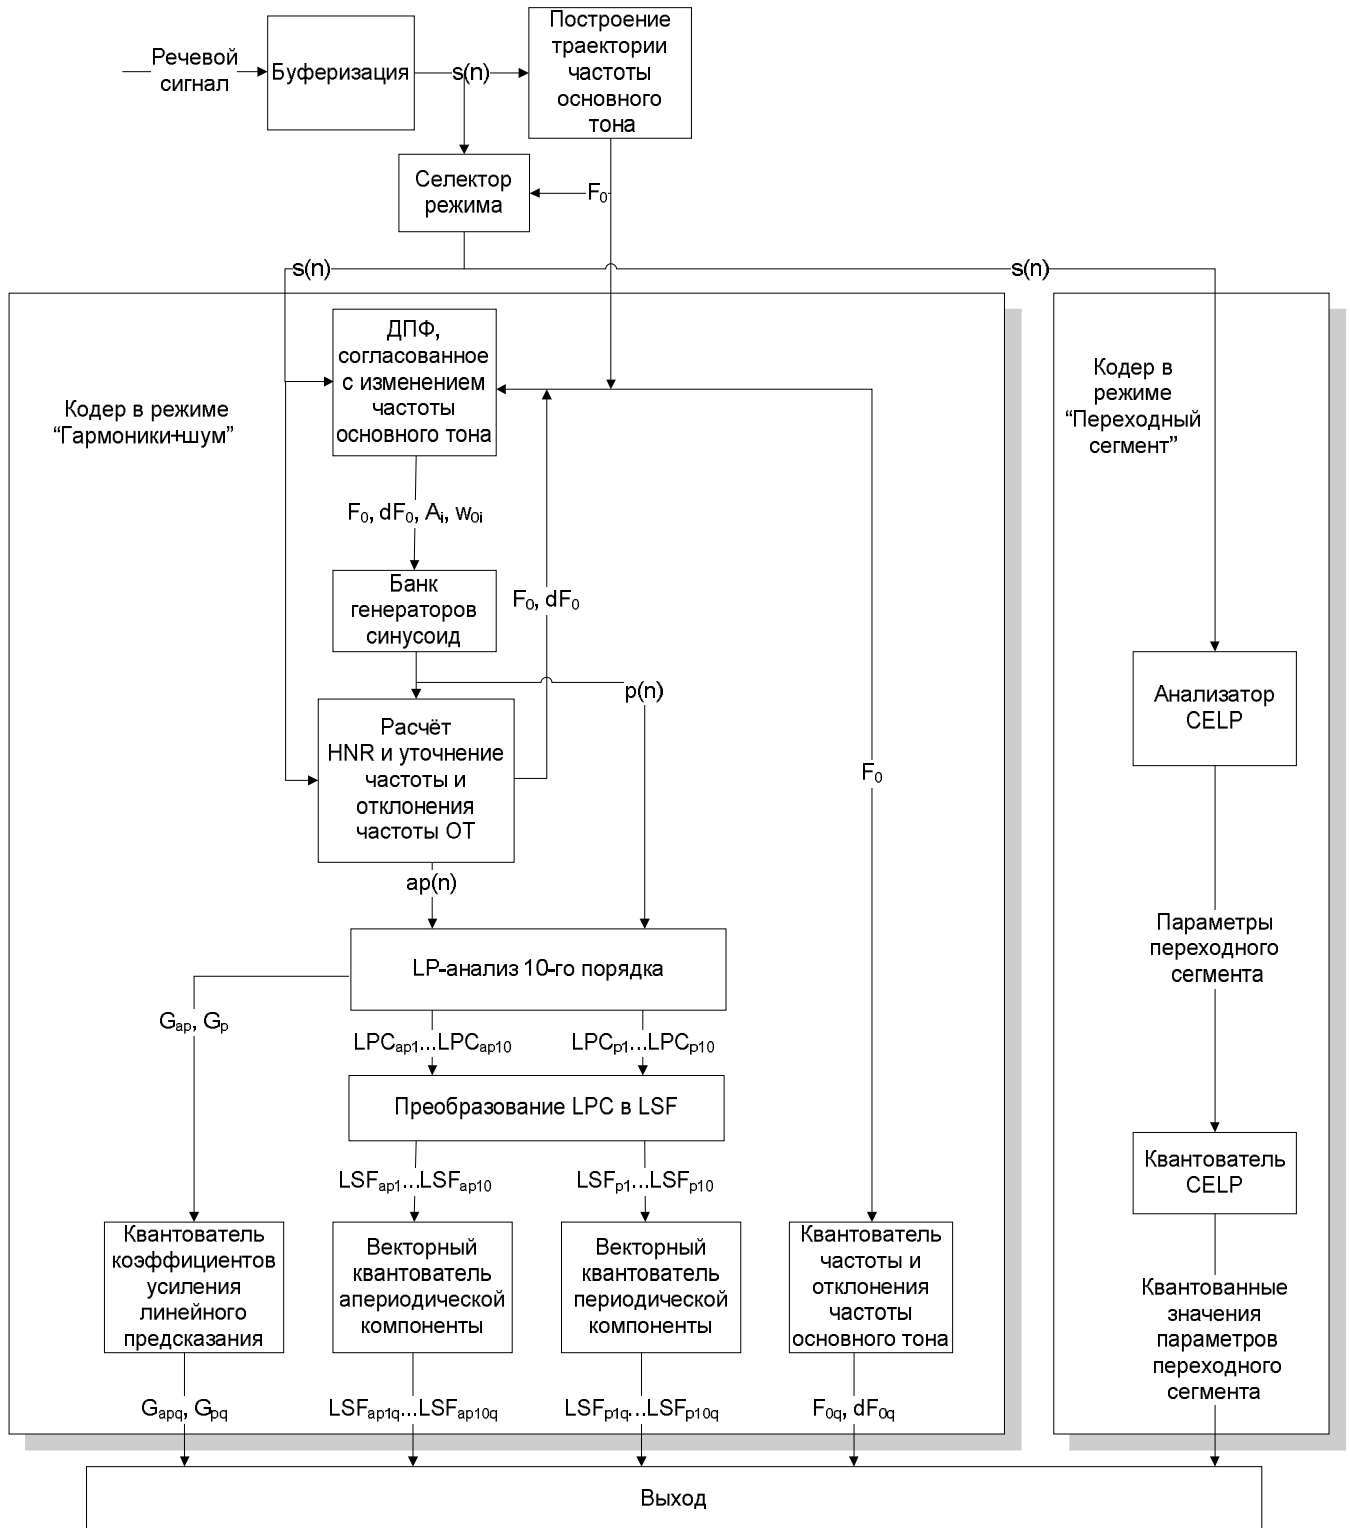 Речевой
сигнал
Буферизация
s(n)
Построение
траектории
частоты
основного
тона
Селектор
режима
F₀
s(n)
s(n)
Кодер в режиме
“Гармоники+шум”
ДПФ,
согласованное
с изменением
частоты
основного тона
F₀, dF₀, Aᵢ, w₀ᵢ
Банк
генераторов
синусоид
F₀, dF₀
p(n)
Расчёт
HNR и уточнение
частоты и
отклонения
частоты ОТ
F₀
ap(n)
LP-анализ 10-го порядка
Gap, Gp
LPCap1...LPCap10
LPCp1...LPCp10
Преобразование LPC в LSF
LSFap1...LSFap10
LSFp1...LSFp10
Квантователь
коэффициентов
усиления
линейного
предсказания
Векторный
квантователь
апериодической
компоненты
Векторный
квантователь
периодической
компоненты
Квантователь
частоты и
отклонения
частоты
основного тона
Gapq, Gpq
LSFap1q...LSFap10q
LSFp1q...LSFp10q
F0q, dF0q
Кодер в
режиме
“Переходный
сегмент”
Анализатор
CELP
Параметры
переходного
сегмента
Квантователь
CELP
Квантованные
значения
параметров
переходного
сегмента
Выход